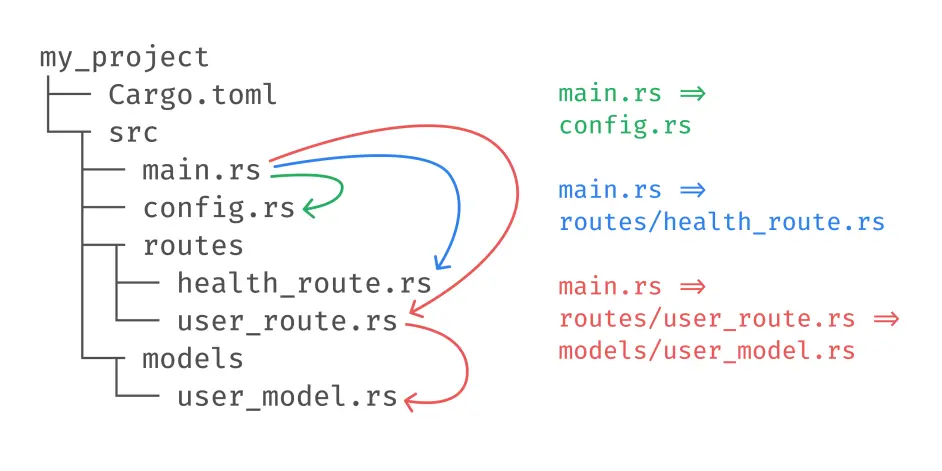 my_project
Cargo.toml
src
main.rs
config.rs
routes
health_route.rs
user_route.rs
models
user_model.rs
main.rs ⇒
config.rs
main.rs ⇒
routes/health_route.rs
main.rs ⇒
routes/user_route.rs ⇒
models/user_model.rs